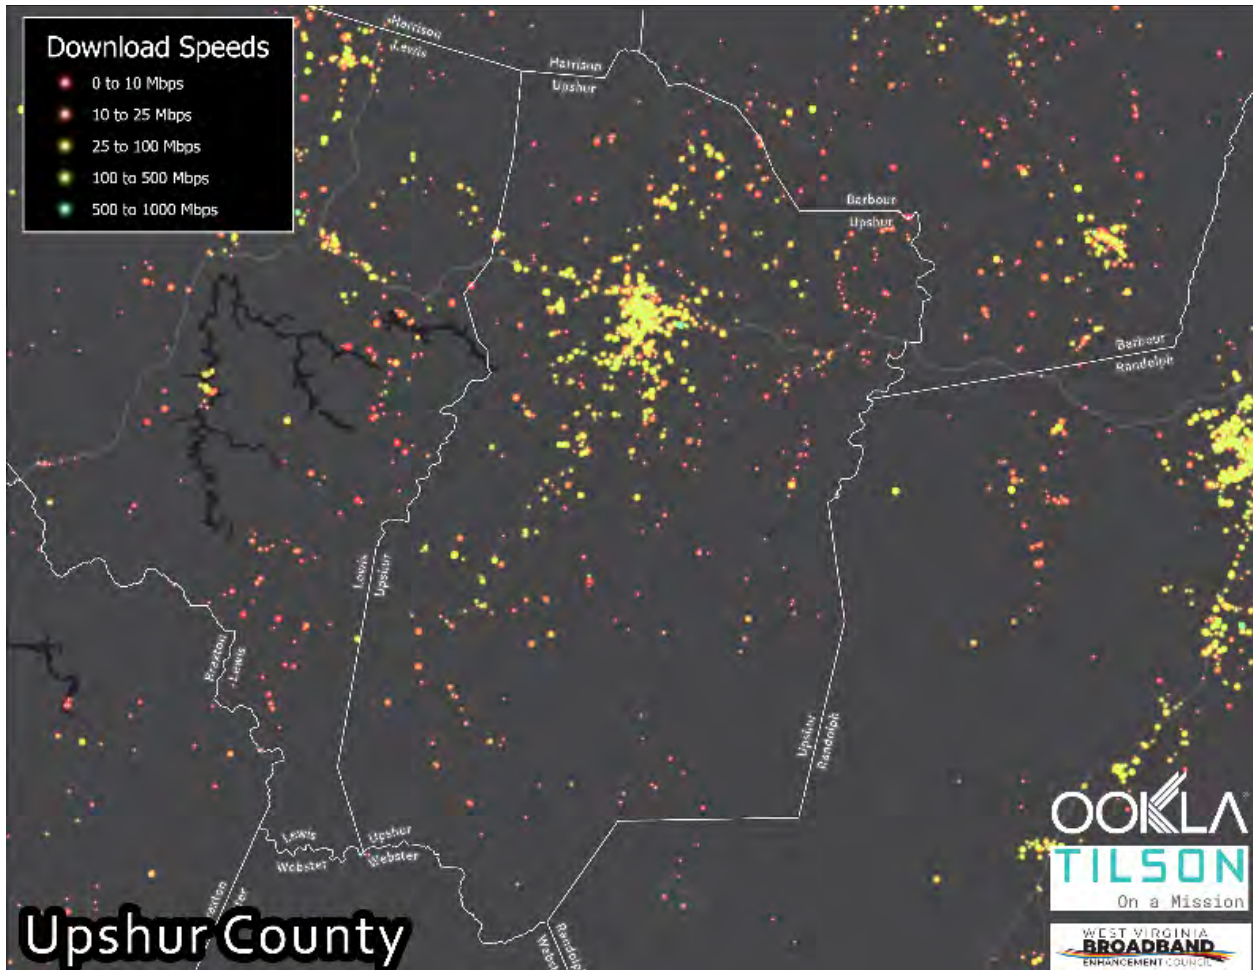 Download Speeds
0 to 10 Mbps
10 to 25 Mbps
25 to 100 Mbps
100 to 500 Mbps
500 to 1000 Mbps
Harrison
Lewis
Harrison
Upshur
Barbour
Upshur
Barbour
Randolph
Lewis
Upshur
Braxton
Lewis
Upshur
Randolph
Lewis
Webster
Upshur
Webster
Randolph
OOKLA
TILSON
On a Mission
WEST VIRGINIA
BROADBAND
ENHANCEMENT COUNCIL
Upshur County